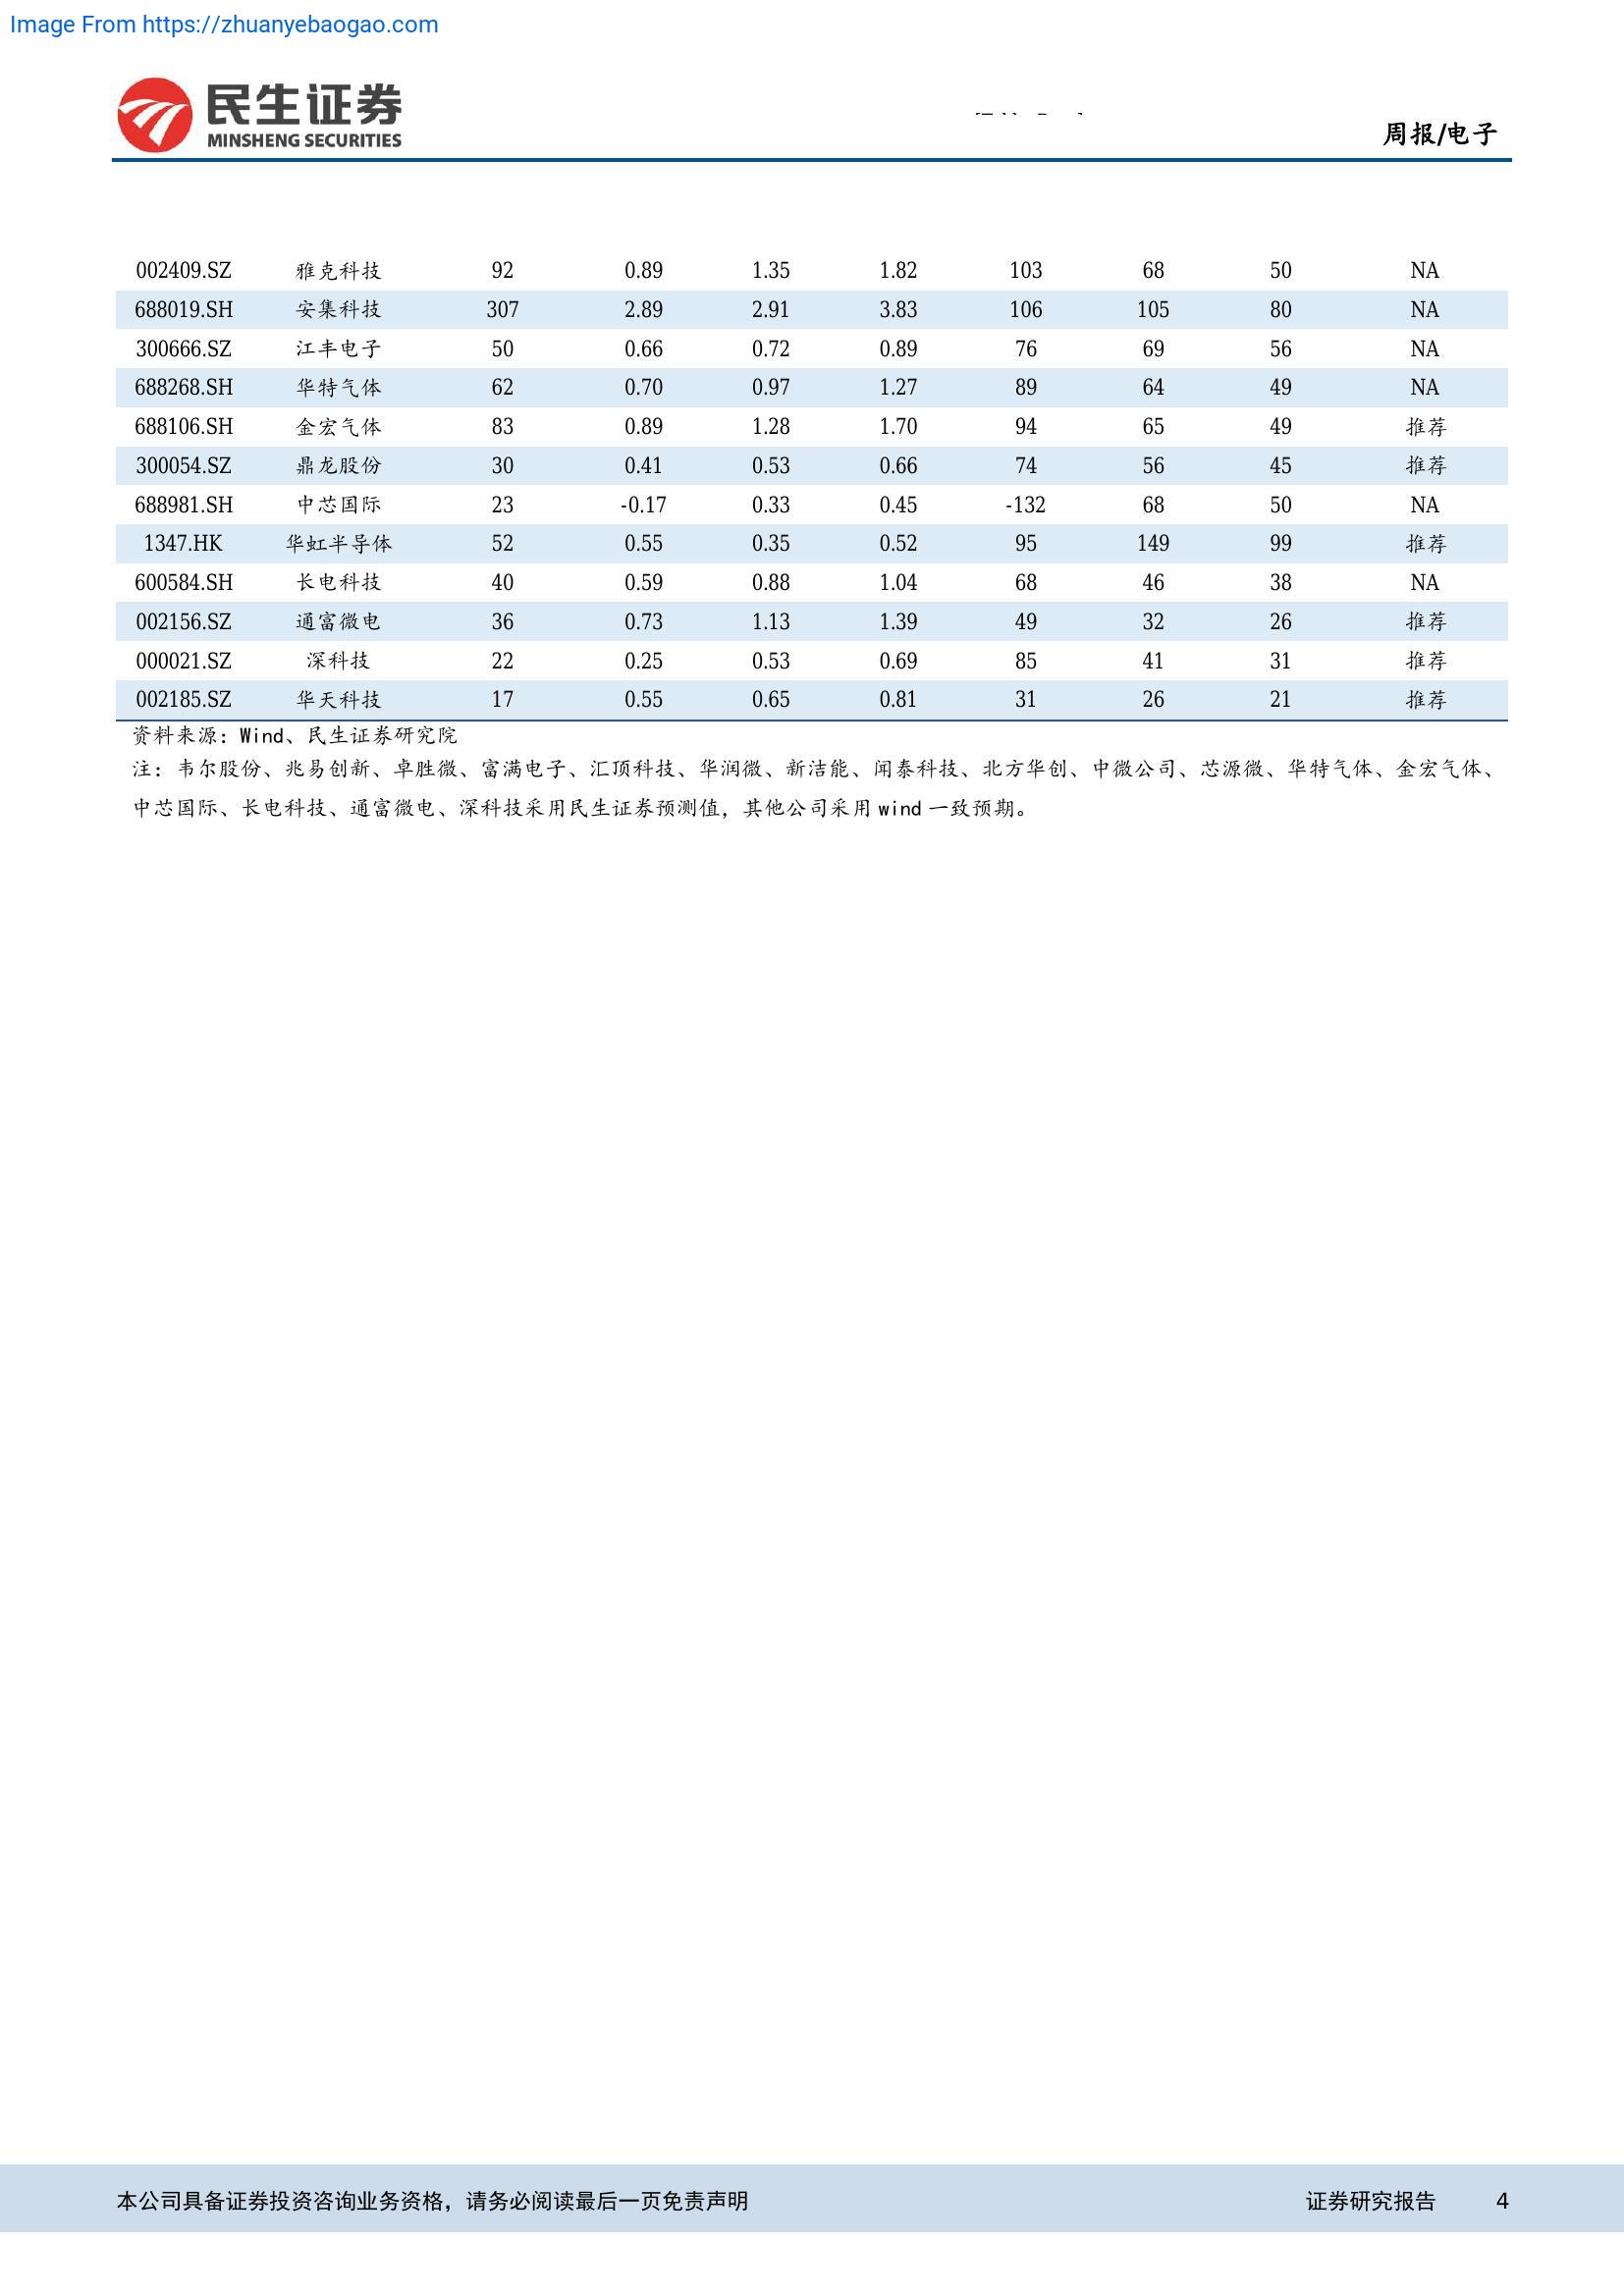 Image From https://zhuanyebaogao.com
民生证券
MINSHENG SECURITIES
周报/电子
002409.SZ 雅克科技 92 0.89 1.35 1.82 103 68 50 NA
688019.SH 安集科技 307 2.89 2.91 3.83 106 105 80 NA
300666.SZ 江丰电子 50 0.66 0.72 0.89 76 69 56 NA
688268.SH 华特气体 62 0.70 0.97 1.27 89 64 49 NA
688106.SH 金宏气体 83 0.89 1.28 1.70 94 65 49 推荐
300054.SZ 鼎龙股份 30 0.41 0.53 0.66 74 56 45 推荐
688981.SH 中芯国际 23 -0.17 0.33 0.45 -132 68 50 NA
1347.HK 华虹半导体 52 0.55 0.35 0.52 95 149 99 推荐
600584.SH 长电科技 40 0.59 0.88 1.04 68 46 38 NA
002156.SZ 通富微电 36 0.73 1.13 1.39 49 32 26 推荐
000021.SZ 深科技 22 0.25 0.53 0.69 85 41 31 推荐
002185.SZ 华天科技 17 0.55 0.65 0.81 31 26 21 推荐
资料来源：Wind、民生证券研究院
注：韦尔股份、兆易创新、卓胜微、富满电子、汇顶科技、华润微、新洁能、闻泰科技、北方华创、中微公司、芯源微、华特气体、金宏气体、
中芯国际、长电科技、通富微电、深科技采用民生证券预测值，其他公司采用 wind 一致预期。
本公司具备证券投资咨询业务资格，请务必阅读最后一页免责声明 证券研究报告 4